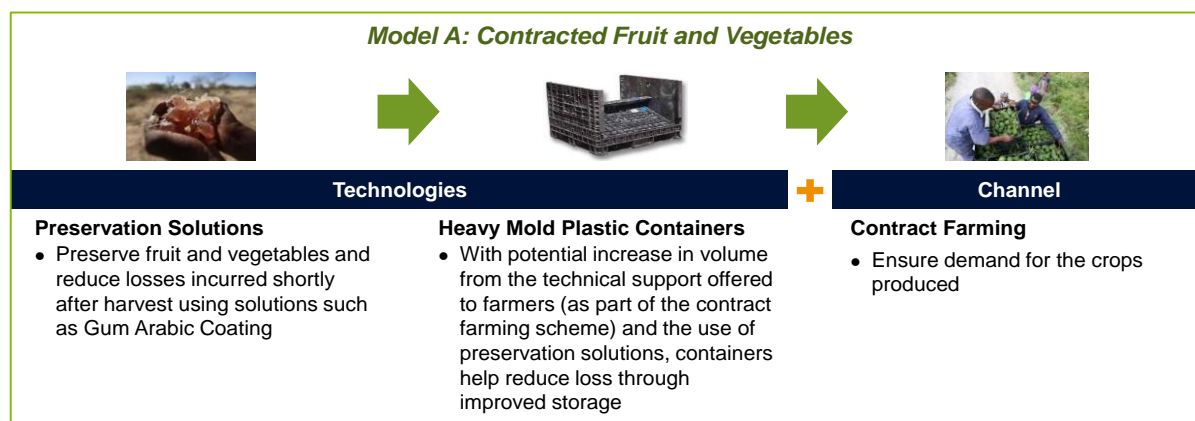 Model A: Contracted Fruit and Vegetables
Technologies
Channel
Preservation Solutions
• Preserve fruit and vegetables and
reduce losses incurred shortly
after harvest using solutions such
as Gum Arabic Coating
Heavy Mold Plastic Containers
• With potential increase in volume
from the technical support offered
to farmers (as part of the contract
farming scheme) and the use of
preservation solutions, containers
help reduce loss through
improved storage
Contract Farming
• Ensure demand for the crops
produced